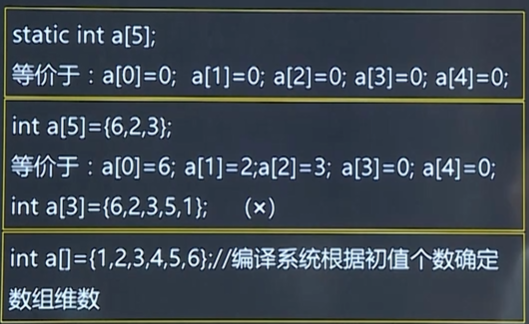 static int a[5];
等价于：a[0]=0;  a[1]=0; a[2]=0; a[3]=0; a[4]=0;
int a[5]={6,2,3};
等价于：a[0]=6; a[1]=2;a[2]=3;  a[3]=0; a[4]=0;
int a[3]={6,2,3,5,1};    (×)
int a[]={1,2,3,4,5,6};//编译系统根据初值个数确定
数组维数